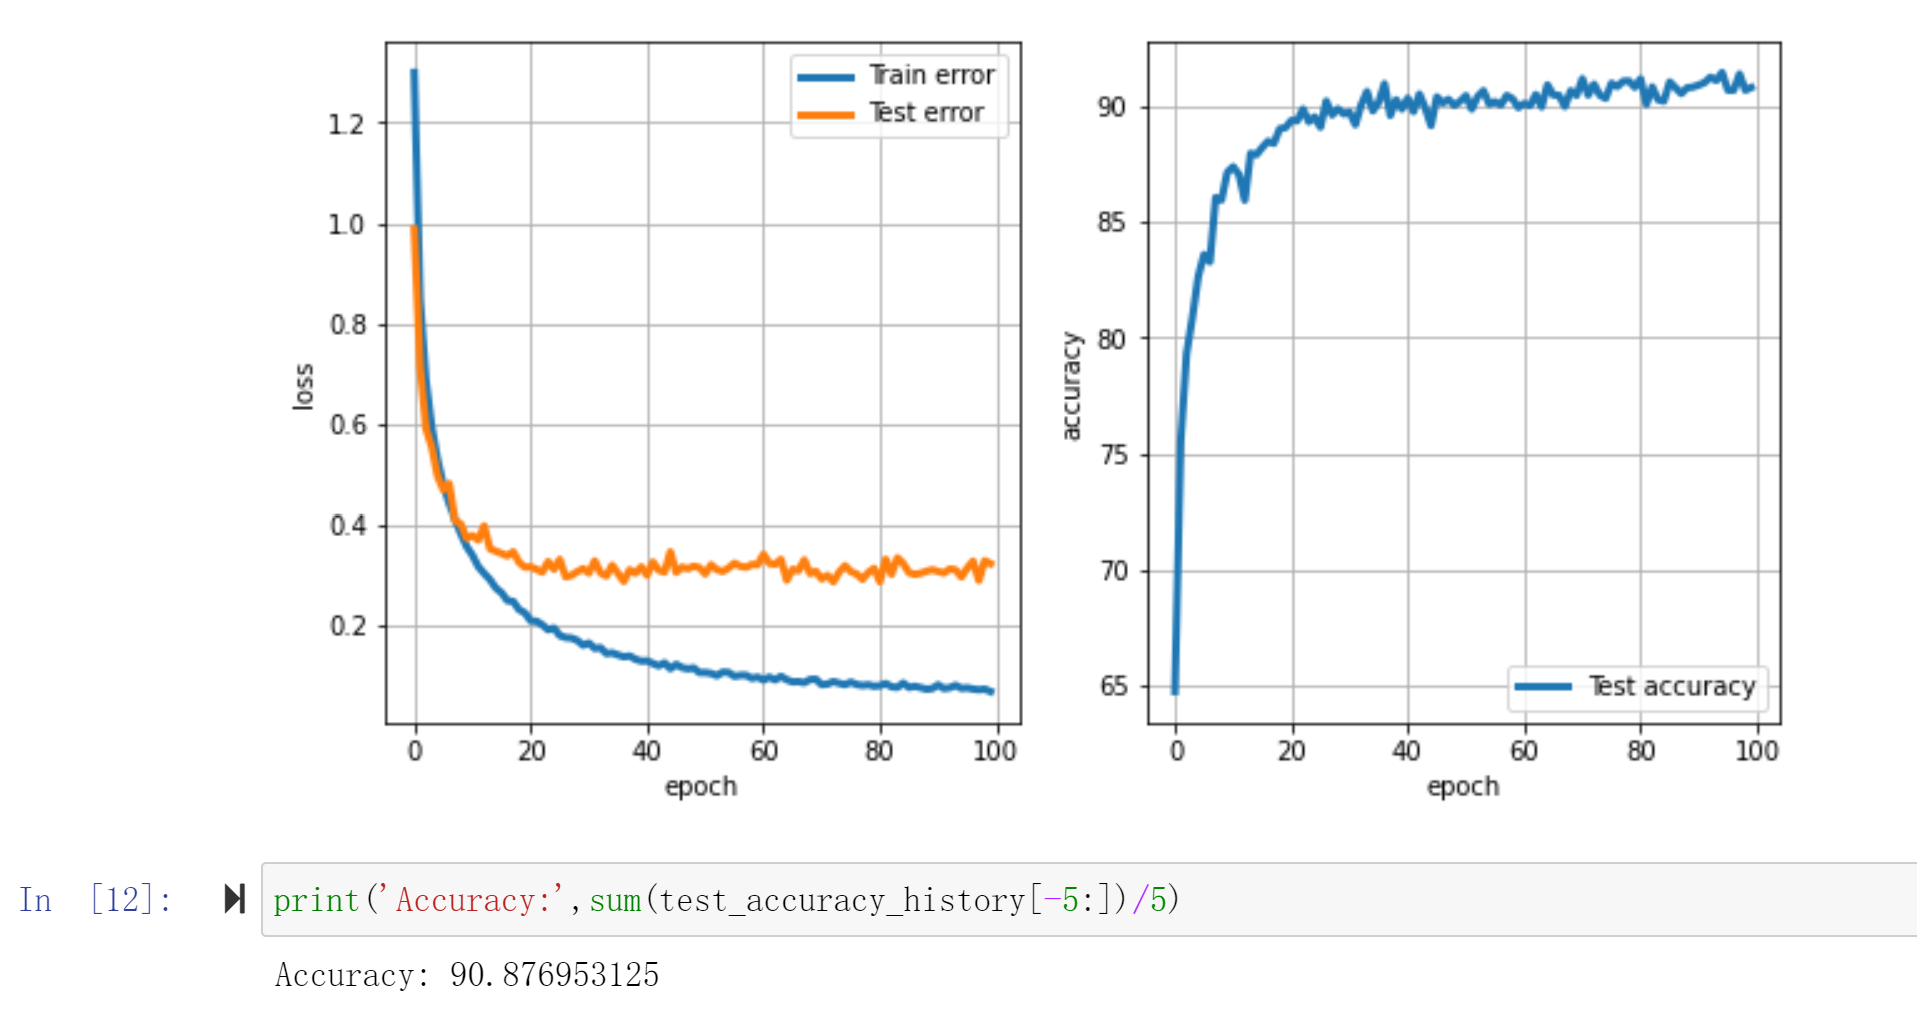 Train error
Test error
1.2
1.0
0.8
0.6
0.4
0.2
loss
0 20 40 60 80 100
epoch
90
85
80
75
70
65
accuracy
Test accuracy
0 20 40 60 80 100
epoch
In [12]: print('Accuracy:',sum(test_accuracy_history[-5:])/5)
Accuracy: 90.876953125